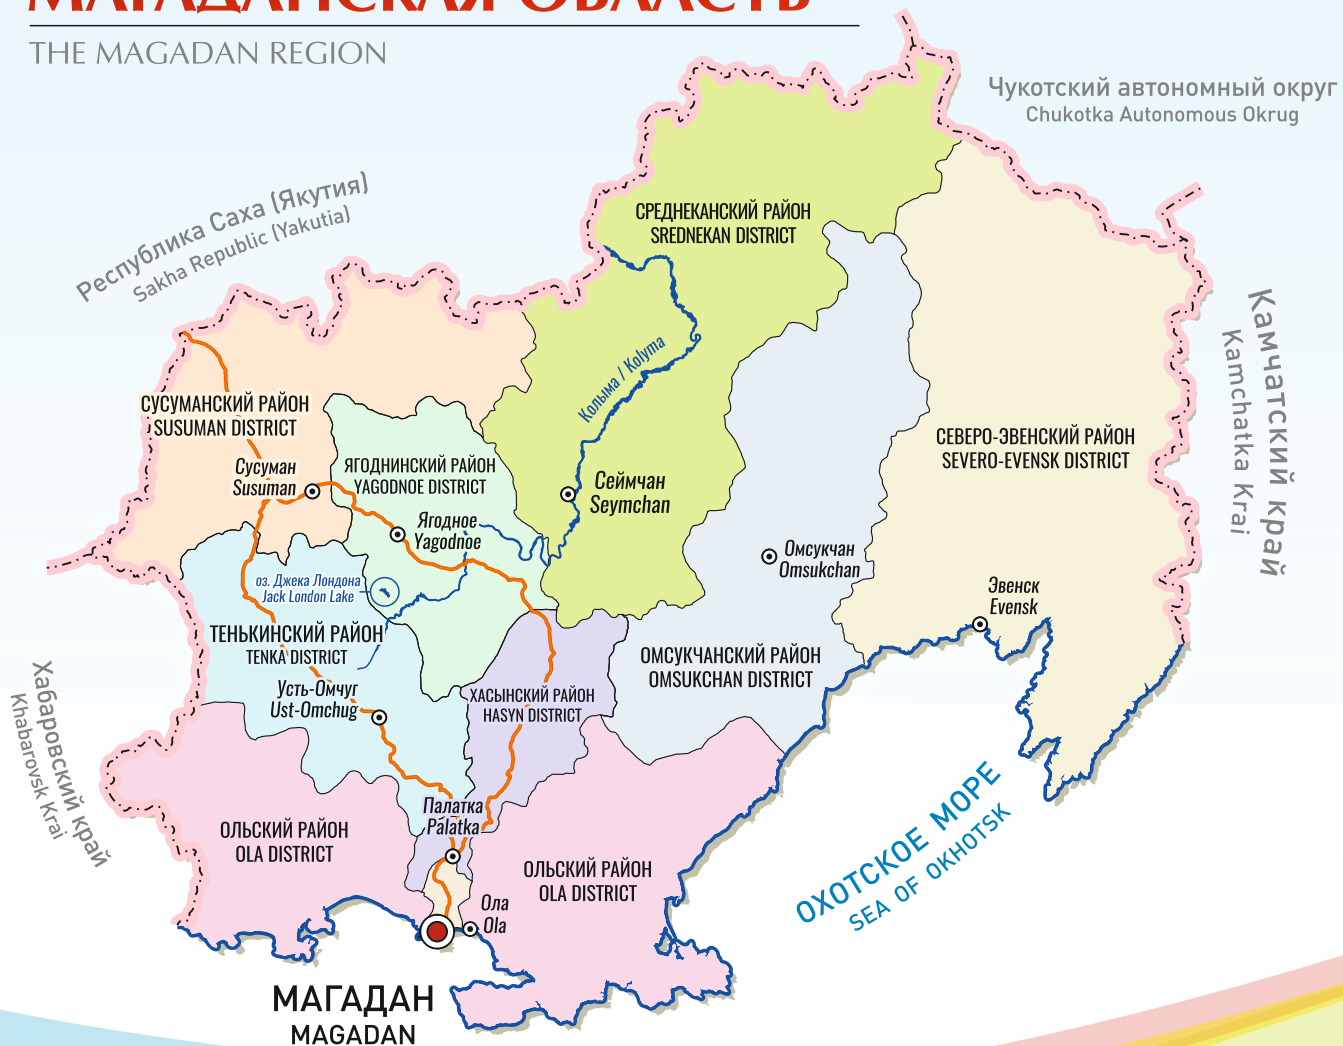 МАГАДАНСКАЯ ОБЛАСТЬ
THE MAGADAN REGION
Чукотский автономный округ
Chukotka Autonomous Okrug
Республика Саха (Якутия)
Sakha Republic (Yakutia)
СРЕДНЕКАНСКИЙ РАЙОН
SREDNEKAN DISTRICT
Камчатский край
Kamchatka Krai
Колыма / Kolyma
СУСУМАНСКИЙ РАЙОН
SUSUMAN DISTRICT
СЕВЕРО-ЭВЕНСКИЙ РАЙОН
SEVERO-EVENSK DISTRICT
Сусуман
Susuman
ЯГОДНИНСКИЙ РАЙОН
YAGODNOE DISTRICT
Сеймчан
Seymchan
Ягодное
Yagodnoe
Омсукчан
Omsukchan
оз. Джека Лондона
Jack London Lake
Эвенск
Evensk
ТЕНЬКИНСКИЙ РАЙОН
TENKA DISTRICT
ОМСУКЧАНСКИЙ РАЙОН
OMSUKCHAN DISTRICT
Усть-Омчуг
Ust-Omchug
ХАСЫНСКИЙ РАЙОН
HASYN DISTRICT
Хабаровский край
Khabarovsk Krai
Палатка
Palatka
ОЛЬСКИЙ РАЙОН
OLA DISTRICT
ОЛЬСКИЙ РАЙОН
OLA DISTRICT
ОХОТСКОЕ МОРЕ
SEA OF OKHOTSK
Ола
Ola
МАГАДАН
MAGADAN